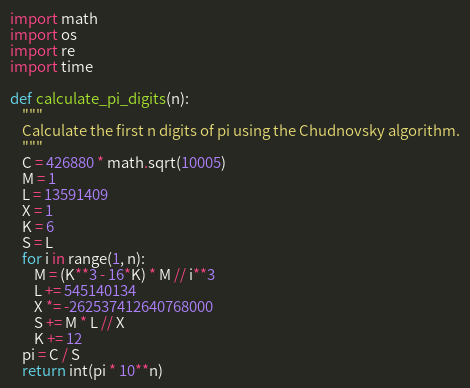 import math
import os
import re
import time

def calculate_pi_digits(n):
    """
    Calculate the first n digits of pi using the Chudnovsky algorithm.
    """
    C = 426880 * math.sqrt(10005)
    M = 1
    L = 13591409
    X = 1
    K = 6
    S = L
    for i in range(1, n):
        M = (K**3 - 16*K) * M // i**3
        L += 545140134
        X *= -262537412640768000
        S += M * L // X
        K += 12
    pi = C / S
    return int(pi * 10**n)